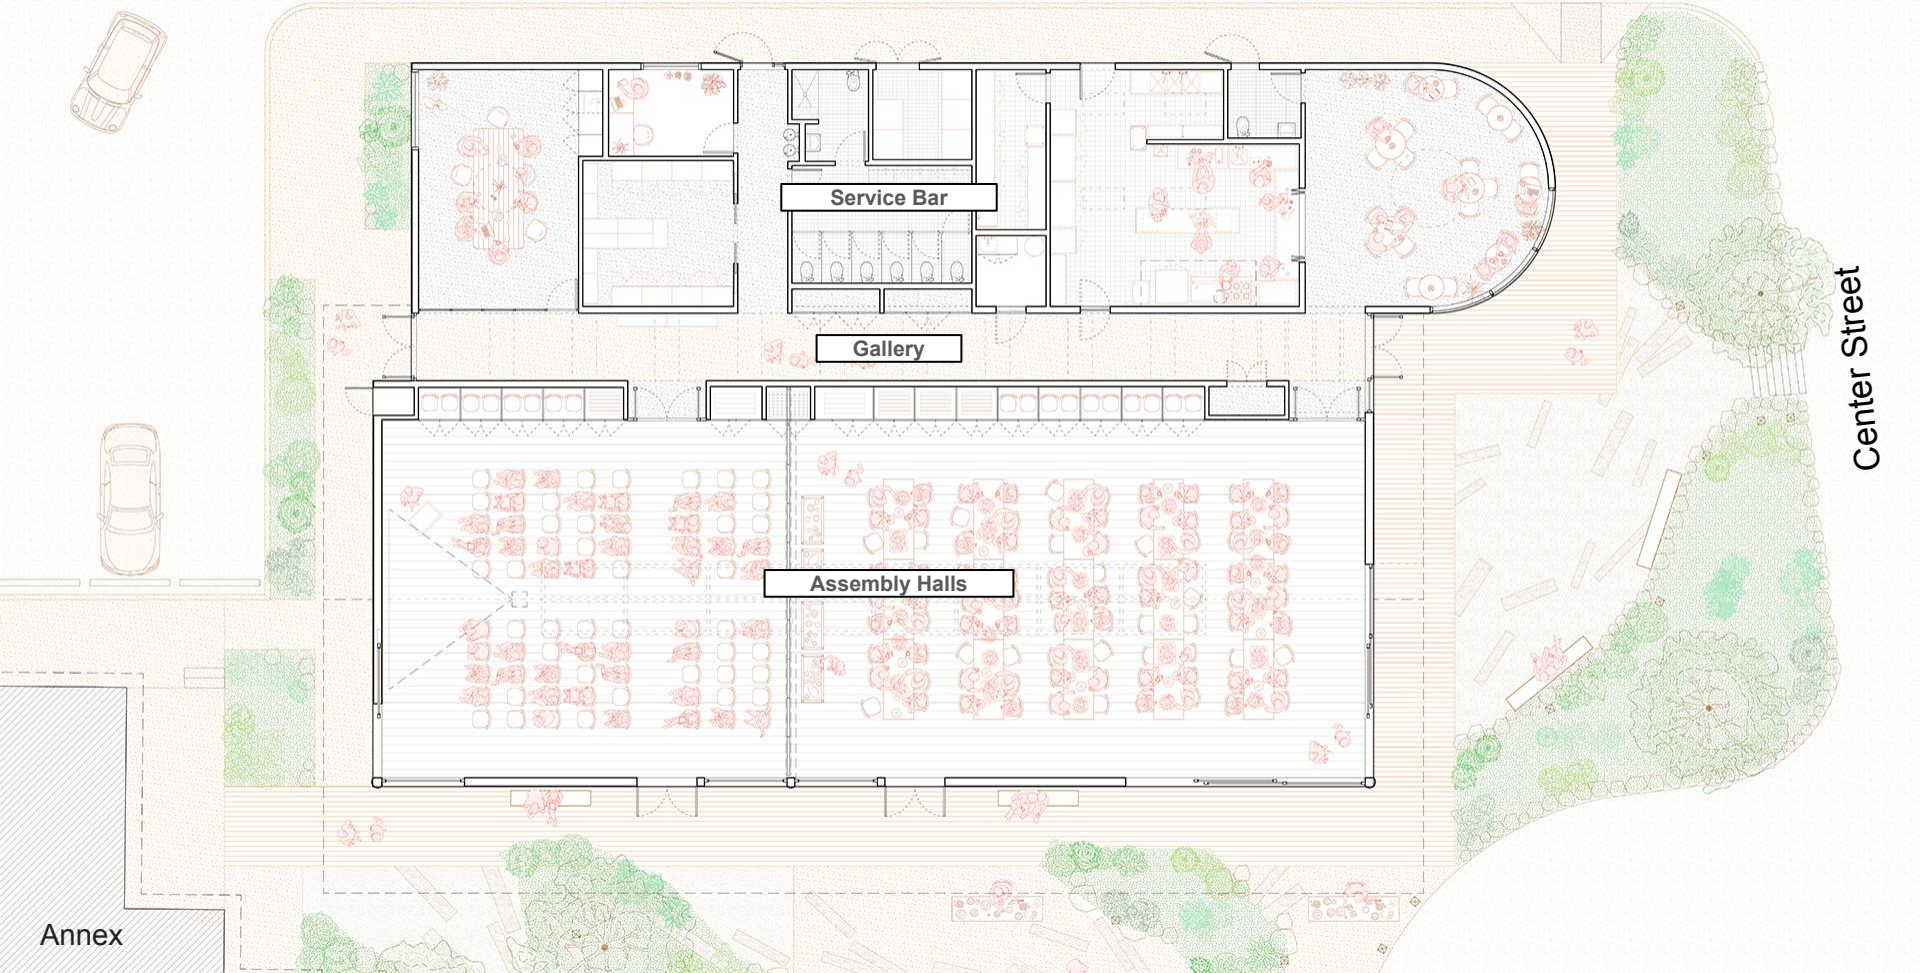 Service Bar
Gallery
Center Street
Assembly Halls
Annex